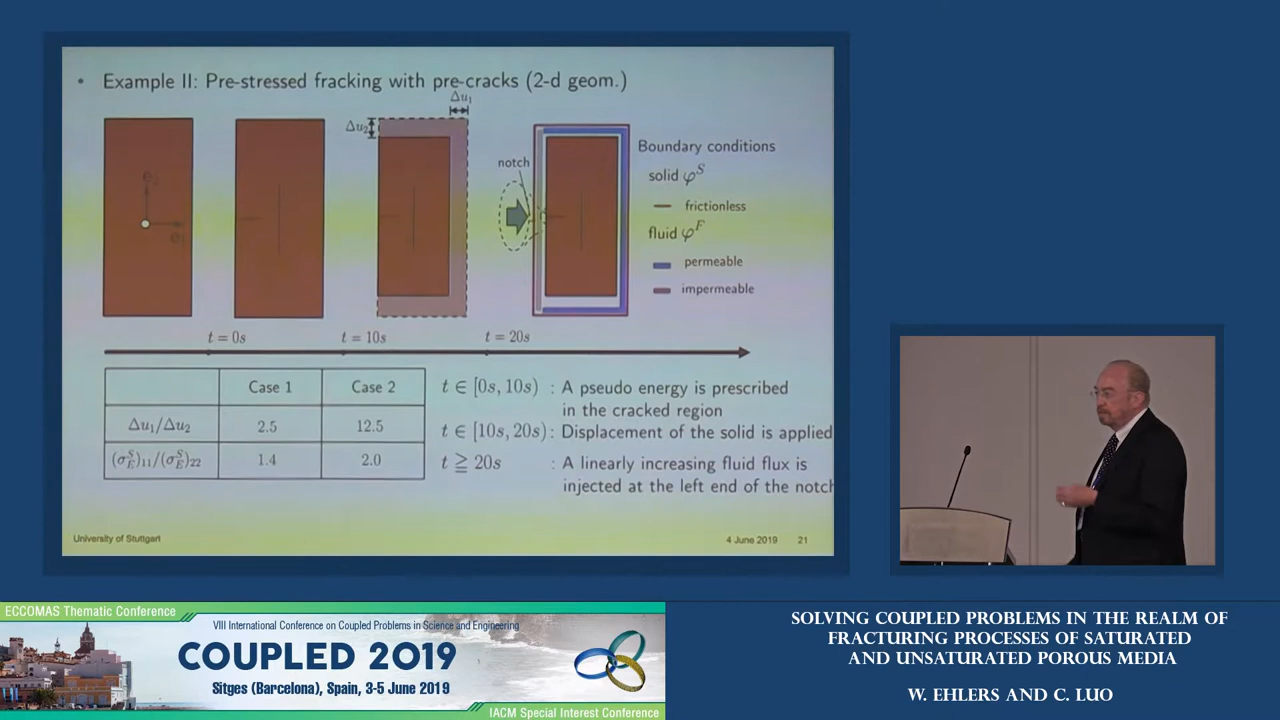 • Example II: Pre-stressed fracking with pre-cracks (2-d geom.)
Δu₁
Δu₂
notch
e₂
e₁
Boundary conditions
solid φ^S
frictionless
fluid φ^F
permeable
impermeable
t = 0s
t = 10s
t = 20s
Case 1 Case 2
Δu₁/Δu₂ 2.5 12.5
(σ_E^S)₁₁/(σ_E^S)₂₂ 1.4 2.0
t ∈ [0s, 10s) : A pseudo energy is prescribed
in the cracked region
t ∈ [10s, 20s) : Displacement of the solid is applied
t ≧ 20s : A linearly increasing fluid flux is
injected at the left end of the notch
University of Stuttgart
4 June 2019 21
ECCOMAS Thematic Conference
VIII International Conference on Coupled Problems in Science and Engineering
COUPLED 2019
Sitges (Barcelona), Spain, 3-5 June 2019
IACM Special Interest Conference
SOLVING COUPLED PROBLEMS IN THE REALM OF
FRACTURING PROCESSES OF SATURATED
AND UNSATURATED POROUS MEDIA
W. EHLERS AND C. LUO